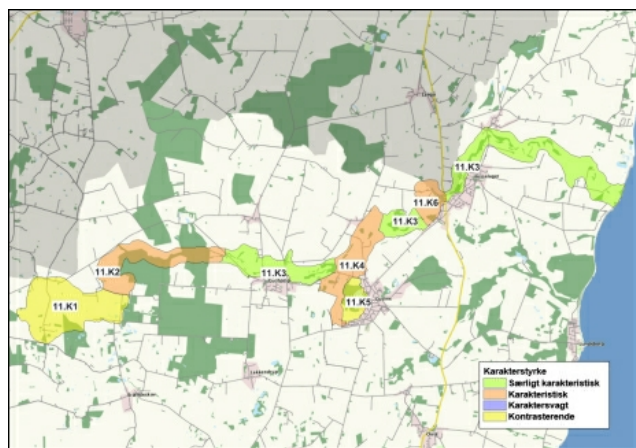 11.K3
11.K6
11.K3
11.K2
11.K3
11.K4
11.K1
11.K5
Karakterstyrke
Særligt karakteristisk
Karakteristisk
Karaktersvagt
Kontrasterende